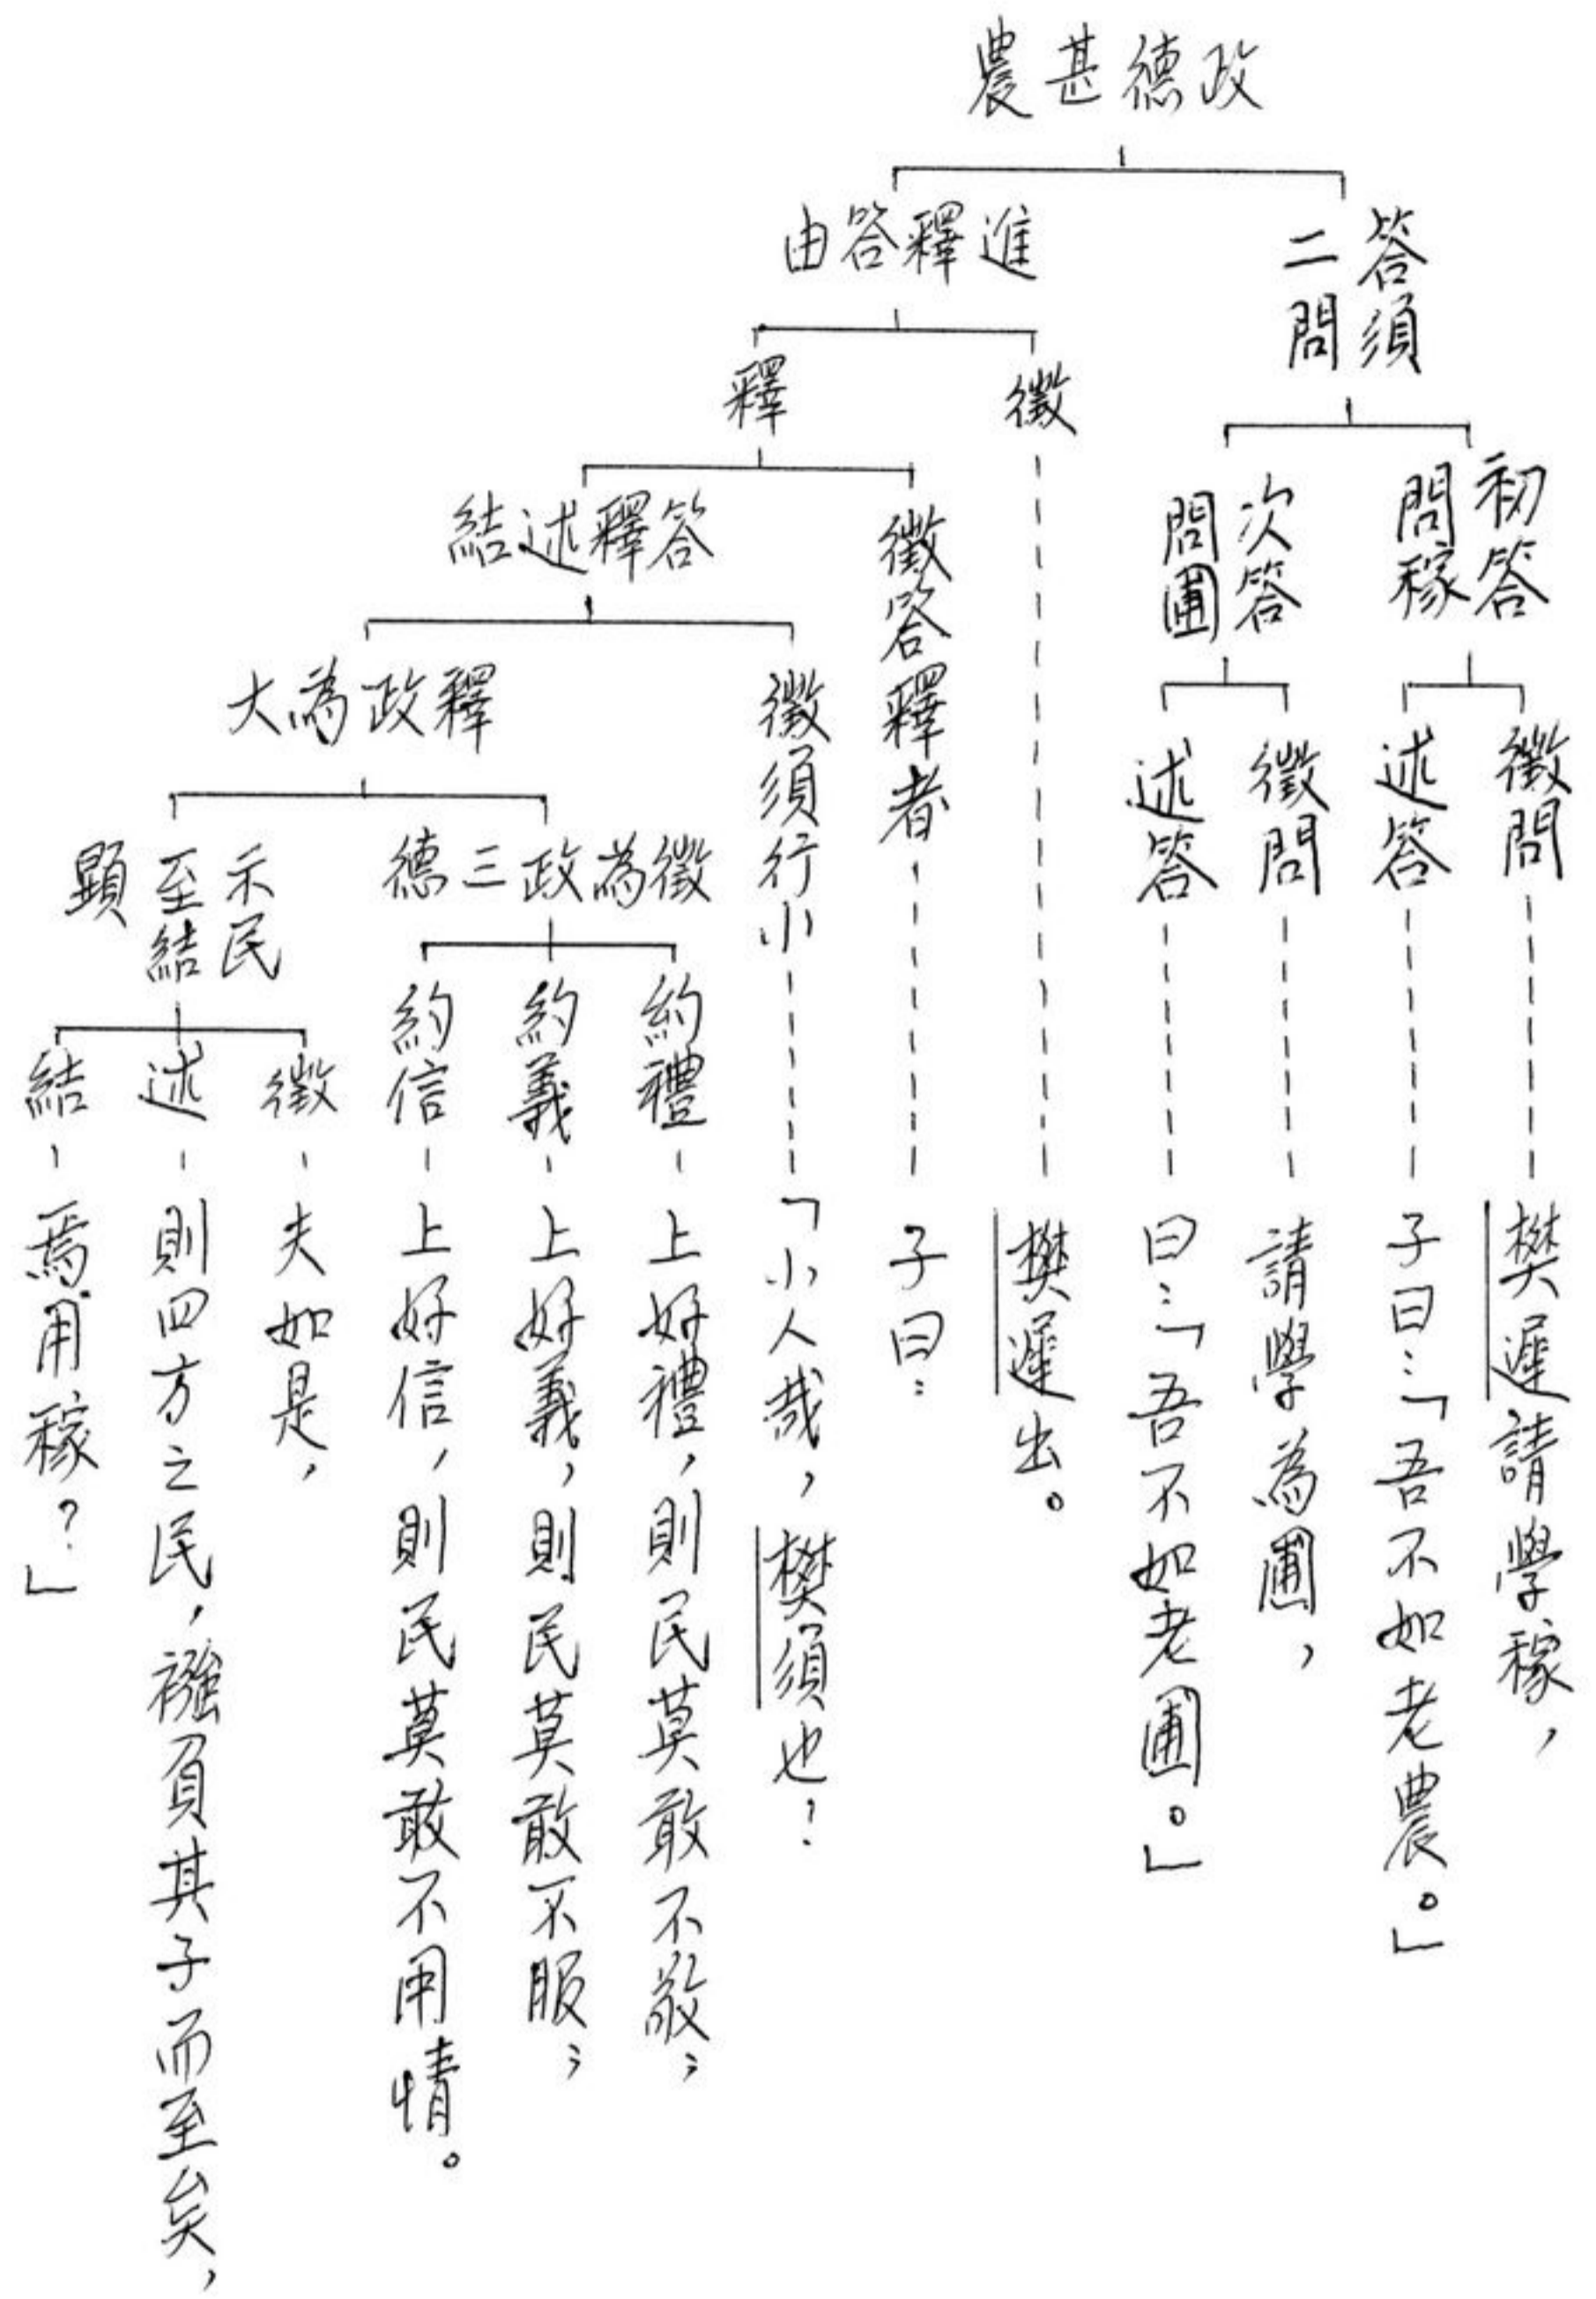 政德甚農
答須
二問
進釋答由
初答
問稼
次答
問圃
徵
釋
徵問
述答
徵問
述答
徵答釋者
答釋述結
徵須行小
釋政為大
徵為政三德
示民
至結
顯
約禮
約義
約信
徵
述
結
樊遲請學稼，
子曰：「吾不如老農。」
請學為圃，
曰：「吾不如老圃。」
樊遲出。
子曰：
「小人哉，樊須也！
上好禮，則民莫敢不敬；
上好義，則民莫敢不服；
上好信，則民莫敢不用情。
夫如是，
則四方之民，襁負其子而至矣，
焉用稼？」